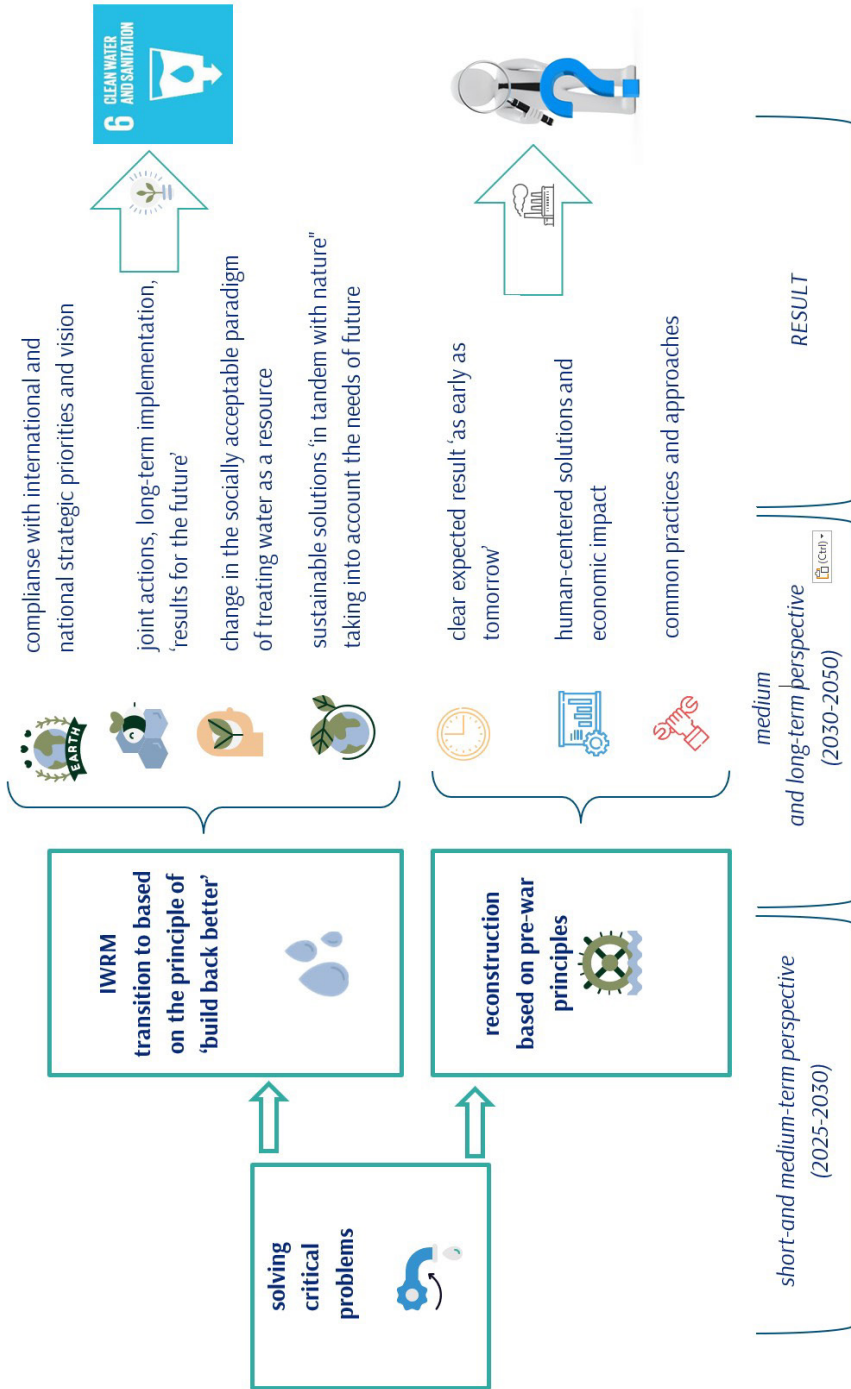 solving
critical
problems
IWRM
transition to based
on the principle of
‘build back better’
reconstruction
based on pre-war
principles
EARTH
complianse with international and
national strategic priorities and vision
joint actions, long-term implementation,
‘results for the future’
change in the socially acceptable paradigm
of treating water as a resource
sustainable solutions ‘in tandem with nature"
taking into account the needs of future
clear expected result ‘as early as
tomorrow’
human-centered solutions and
economic impact
common practices and approaches
6 CLEAN WATER
AND SANITATION
short-and medium-term perspective
(2025-2030)
medium
and long-term perspective
(2030-2050)
(Ctrl)
RESULT